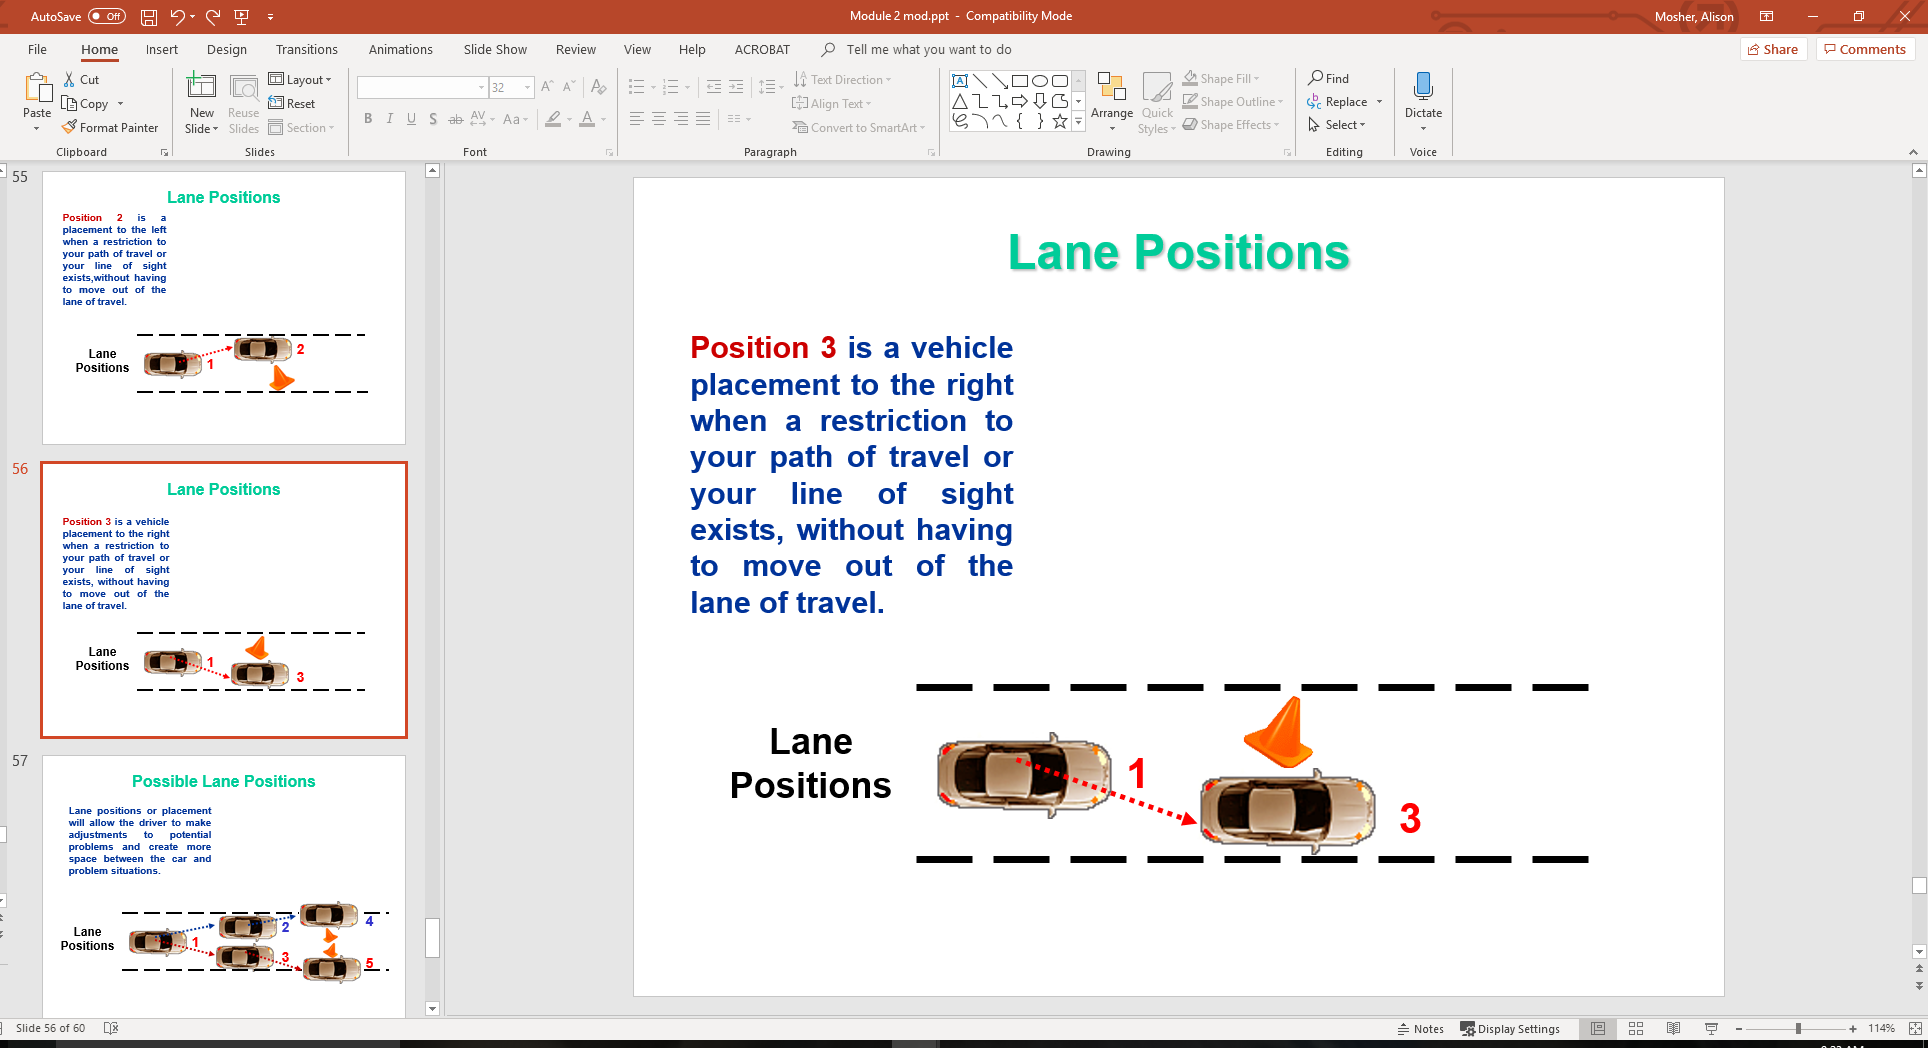 AutoSave Off
Module 2 mod.ppt - Compatibility Mode
Mosher, Alison
File Home Insert Design Transitions Animations Slide Show Review View Help ACROBAT Tell me what you want to do
Share Comments
Paste
Cut
Copy
Format Painter
Clipboard
New Slide
Reuse Slides
Layout
Reset
Section
Slides
32
B I U S ab AV Aa A
Font
Text Direction
Align Text
Convert to SmartArt
Paragraph
Arrange
Quick Styles
Shape Fill
Shape Outline
Shape Effects
Drawing
Find
Replace
Select
Editing
Dictate
Voice
55
Lane Positions
Position 2 is a
placement to the left
when a restriction to
your path of travel or
your line of sight
exists,without having
to move out of the
lane of travel.
Lane
Positions
1
2
56
Lane Positions
Position 3 is a vehicle
placement to the right
when a restriction to
your path of travel or
your line of sight
exists, without having
to move out of the
lane of travel.
Lane
Positions
1
3
57
Possible Lane Positions
Lane positions or placement
will allow the driver to make
adjustments to potential
problems and create more
space between the car and
problem situations.
Lane
Positions
1
2
3
4
5
Lane Positions
Position 3 is a vehicle
placement to the right
when a restriction to
your path of travel or
your line of sight
exists, without having
to move out of the
lane of travel.
Lane
Positions
1
3
Slide 56 of 60
Notes
Display Settings
114%